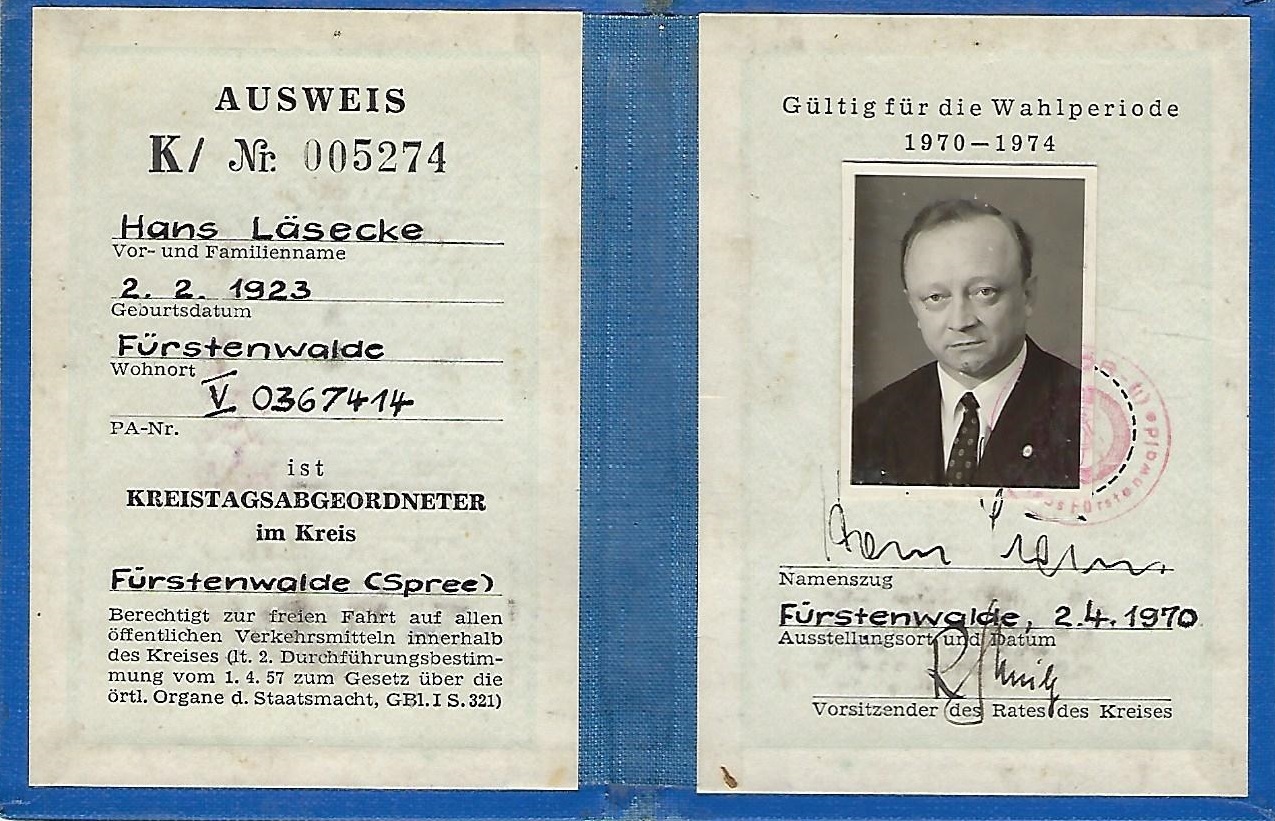 AUSWEIS
K/ Nr. 005274
Hans Läsecke
Vor- und Familienname
2. 2. 1923
Geburtsdatum
Fürstenwalde
Wohnort
V 0367414
PA-Nr.
ist
KREISTAGSABGEORDNETER
im Kreis
Fürstenwalde (Spree)
Berechtigt zur freien Fahrt auf allen
öffentlichen Verkehrsmitteln innerhalb
des Kreises (lt. 2. Durchführungsbestim-
mung vom 1. 4. 57 zum Gesetz über die
örtl. Organe d. Staatsmacht, GBl. I S. 321)
Gültig für die Wahlperiode
1970–1974
Namenszug
Fürstenwalde, 2.4.1970
Ausstellungsort und Datum
Vorsitzender des Rates des Kreises